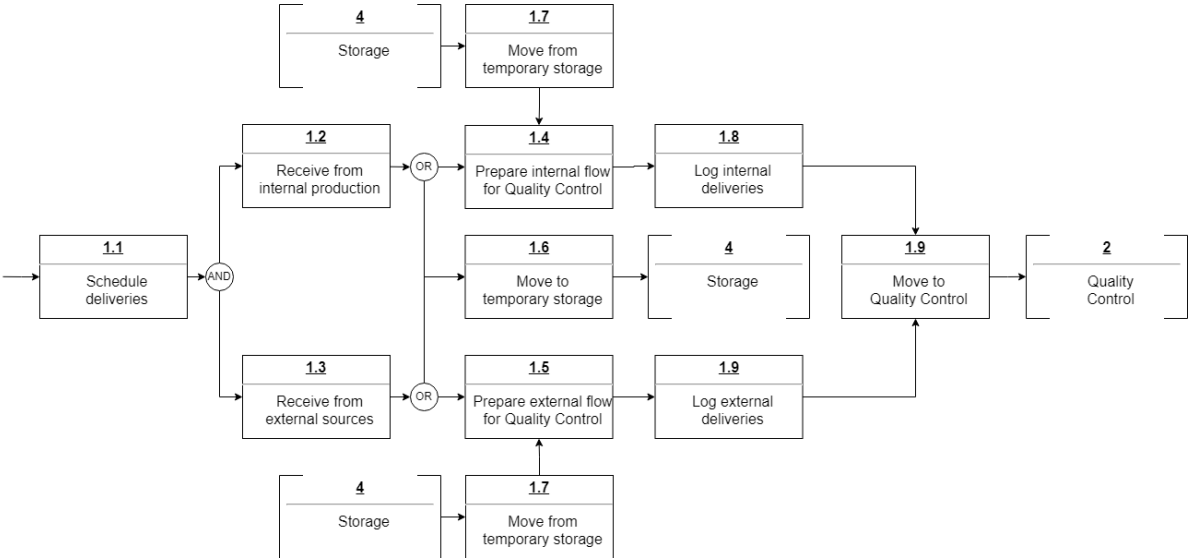 4
Storage
1.7
Move from
temporary storage
1.2
Receive from
internal production
OR
1.4
Prepare internal flow
for Quality Control
1.8
Log internal
deliveries
1.1
Schedule
deliveries
AND
1.6
Move to
temporary storage
4
Storage
1.9
Move to
Quality Control
2
Quality
Control
1.3
Receive from
external sources
OR
1.5
Prepare external flow
for Quality Control
1.9
Log external
deliveries
4
Storage
1.7
Move from
temporary storage